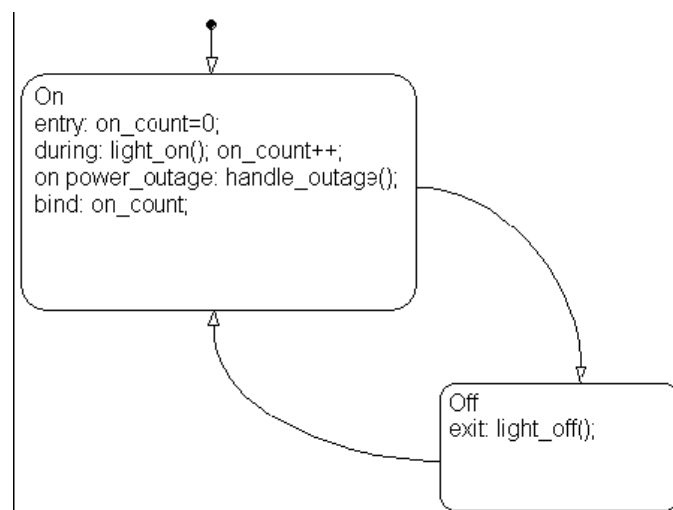 On
entry: on_count=0;
during: light_on(); on_count++;
on power_outage: handle_outage();
bind: on_count;
Off
exit: light_off();